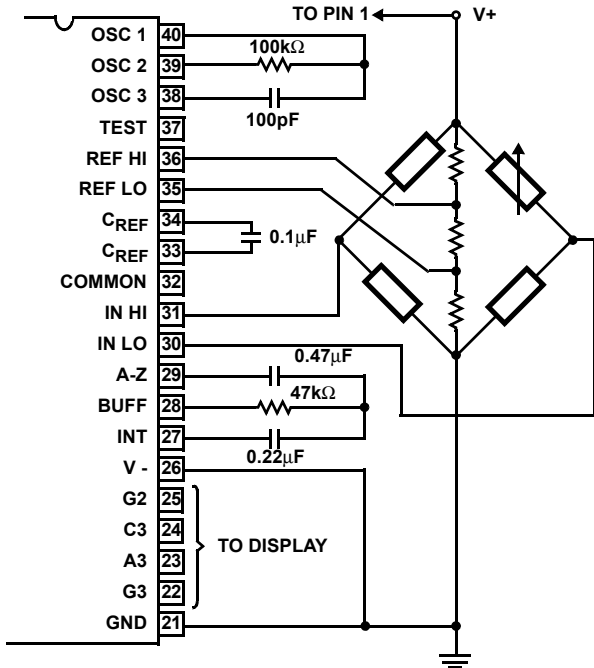 TO PIN 1 V+
OSC 1 40
100kΩ
OSC 2 39
OSC 3 38
100pF
TEST 37
REF HI 36
REF LO 35
CREF 34
0.1µF
CREF 33
COMMON 32
IN HI 31
IN LO 30
0.47µF
A-Z 29
47kΩ
BUFF 28
INT 27
0.22µF
V - 26
G2 25
C3 24
TO DISPLAY
A3 23
G3 22
GND 21